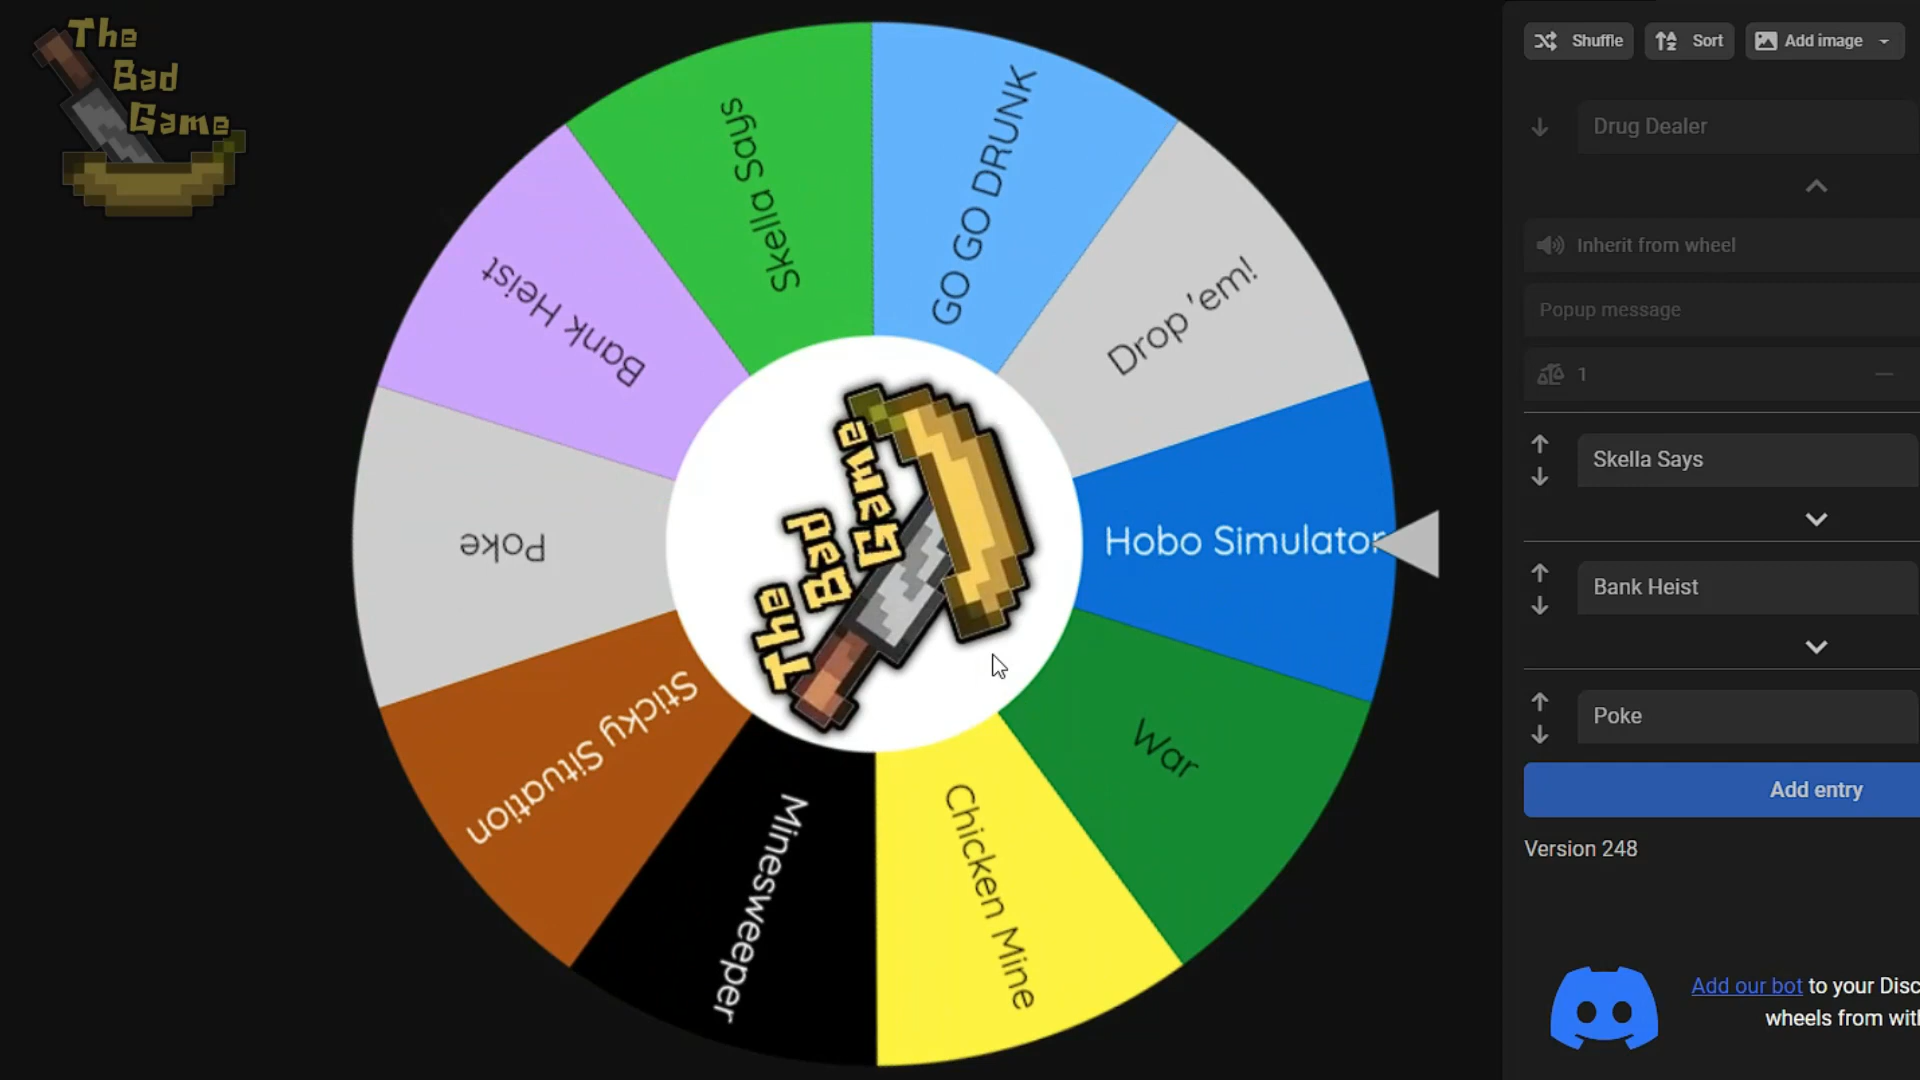 The
Bad
Game
Skella Says
GO GO DRUNK
Bank Heist
Drop 'em!
Poke
Hobo Simulator
The
Bad
Game
Sticky Situation
War
Minesweeper
Chicken Mine
Shuffle
Sort
Add image
Drug Dealer
Inherit from wheel
Popup message
1
Skella Says
Bank Heist
Poke
Add entry
Version 248
Add our bot to your Disc
wheels from wit